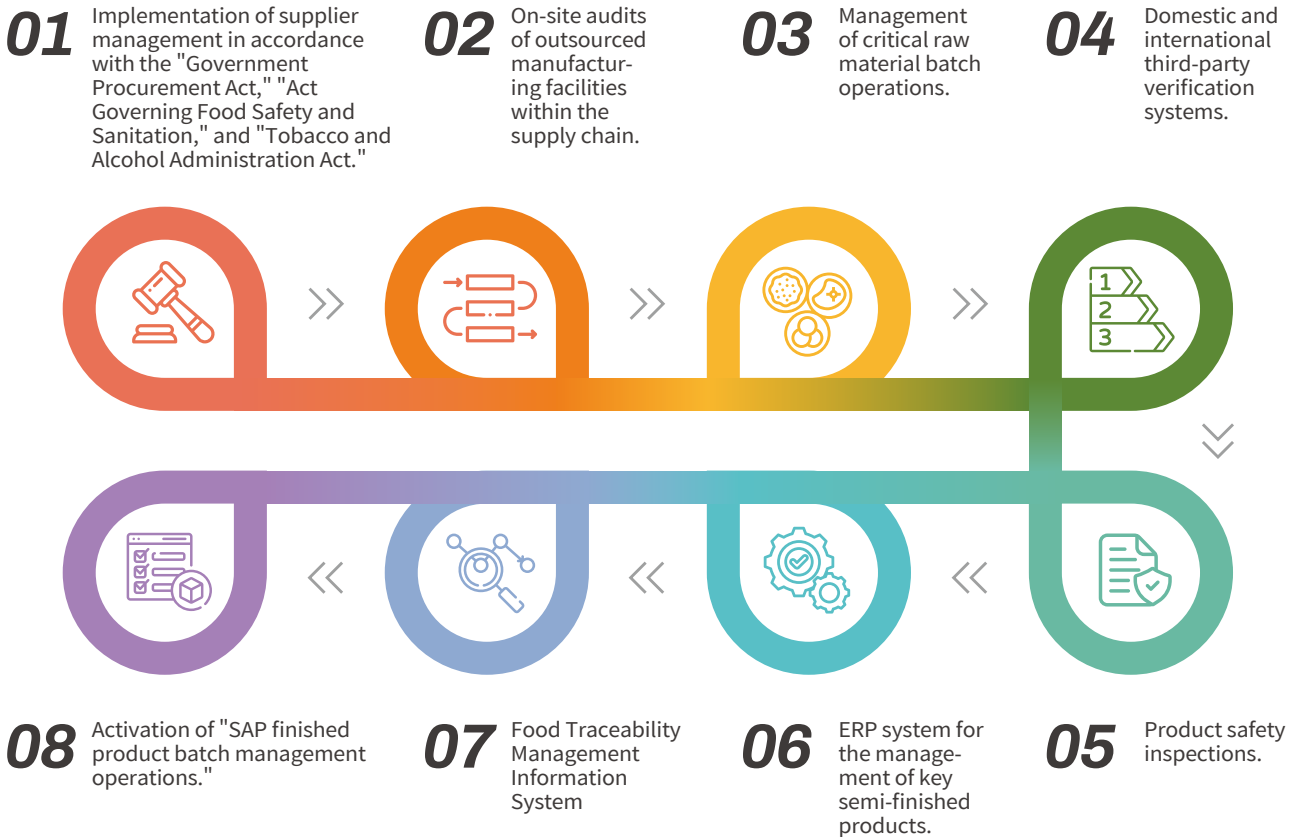 01
Implementation of supplier
management in accordance
with the "Government
Procurement Act," "Act
Governing Food Safety and
Sanitation," and "Tobacco and
Alcohol Administration Act."
02
On-site audits
of outsourced
manufactur-
ing facilities
within the
supply chain.
03
Management
of critical raw
material batch
operations.
04
Domestic and
international
third-party
verification
systems.
1
2
3
05
Product safety
inspections.
06
ERP system for
the manage-
ment of key
semi-finished
products.
07
Food Traceability
Management
Information
System
08
Activation of "SAP finished
product batch management
operations."